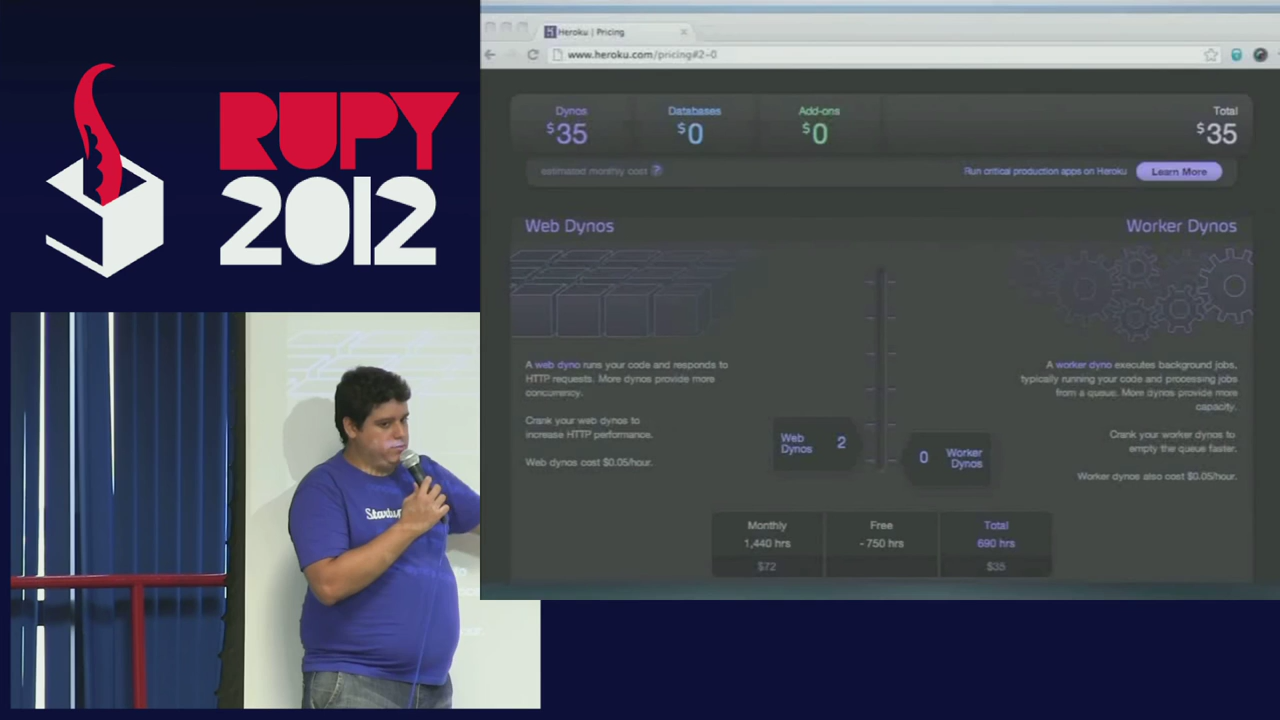 RUPY
2012
Heroku | Pricing
www.heroku.com/pricing#2-0
Dynos
$35
Databases
$0
Add-ons
$0
Total
$35
estimated monthly cost ?
Run critical production apps on Heroku
Learn More
Web Dynos
Worker Dynos
A web dyno runs your code and responds to
HTTP requests. More dynos provide more
concurrency.
Crank your web dynos to
increase HTTP performance.
Web dynos cost $0.05/hour.
A worker dyno executes background jobs,
typically running your code and processing jobs
from a queue. More dynos provide more
capacity.
Crank your worker dynos to
empty the queue faster.
Worker dynos also cost $0.05/hour.
Web
Dynos
2
0
Worker
Dynos
Monthly
1,440 hrs
$72
Free
-750 hrs
Total
690 hrs
$35